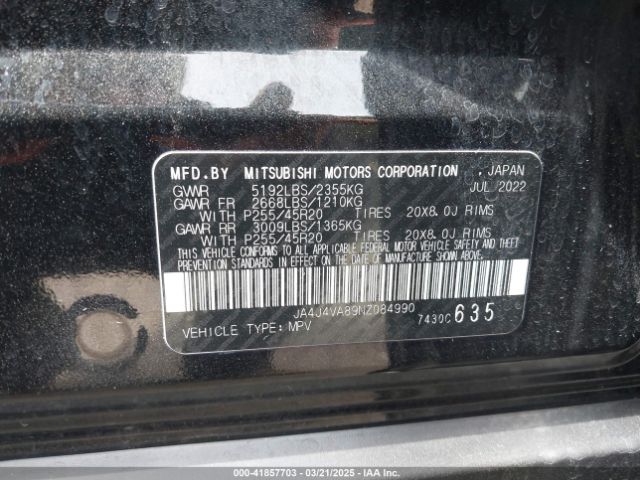 MFD.BY MITSUBISHI MOTORS CORPORATION , JAPAN
GVWR 5192LBS/2355KG JUL 2022
GAWR FR 2668LBS/1210KG
WITH P255/45R20 TIRES 20X8.0J RIMS
GAWR RR 3009LBS/1365KG
WITH P255/45R20 TIRES 20X8.0J RIMS
THIS VEHICLE CONFORMS TO ALL APPLICABLE FEDERAL MOTOR VEHICLE SAFETY AND THEFT
PREVENTION STANDARDS IN EFFECT ON THE DATE OF MANUFACTURE SHOWN ABOVE.
JA4J4VA89NZ084990
VEHICLE TYPE: MPV 7430C 635
000-41857703 - 03/21/2025 - IAA Inc.